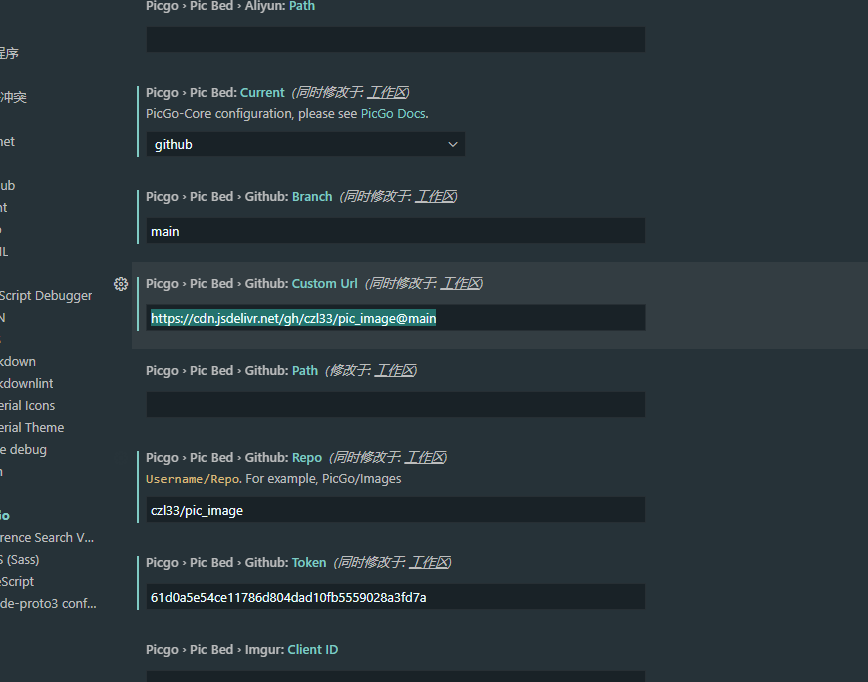 程序
冲突
net
ub
nt
IL
Script Debugger
N
kdown
kdownlint
erial Icons
erial Theme
e debug
Go
rence Search V...
S (Sass)
eScript
de-proto3 conf...
Picgo › Pic Bed › Aliyun: Path
Picgo › Pic Bed: Current (同时修改于: 工作区)
PicGo-Core configuration, please see PicGo Docs.
github
Picgo › Pic Bed › Github: Branch (同时修改于: 工作区)
main
Picgo › Pic Bed › Github: Custom Url (同时修改于: 工作区)
https://cdn.jsdelivr.net/gh/czl33/pic_image@main
Picgo › Pic Bed › Github: Path (修改于: 工作区)
Picgo › Pic Bed › Github: Repo (同时修改于: 工作区)
Username/Repo. For example, PicGo/Images
czl33/pic_image
Picgo › Pic Bed › Github: Token (同时修改于: 工作区)
61d0a5e54ce11786d804dad10fb5559028a3fd7a
Picgo › Pic Bed › Imgur: Client ID